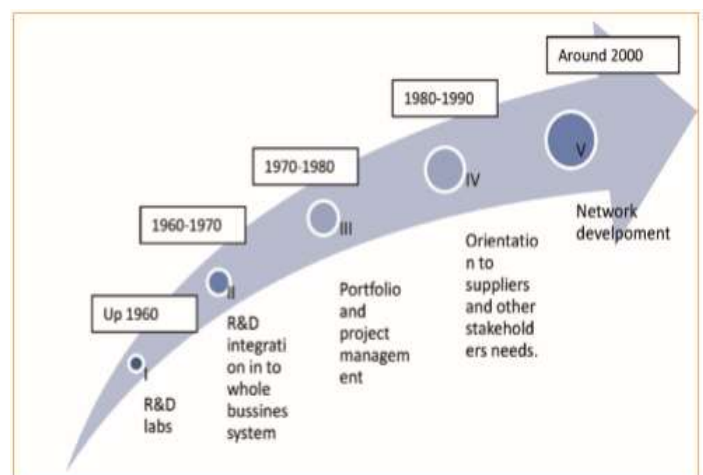 Around 2000
1980-1990
1970-1980
1960-1970
Up 1960
I
R&D
labs
II
R&D
integrati
on in to
whole
bussines
system
III
Portfolio
and
project
managem
ent
IV
Orientatio
n to
suppliers
and other
stakehold
ers needs.
V
Network
develpoment